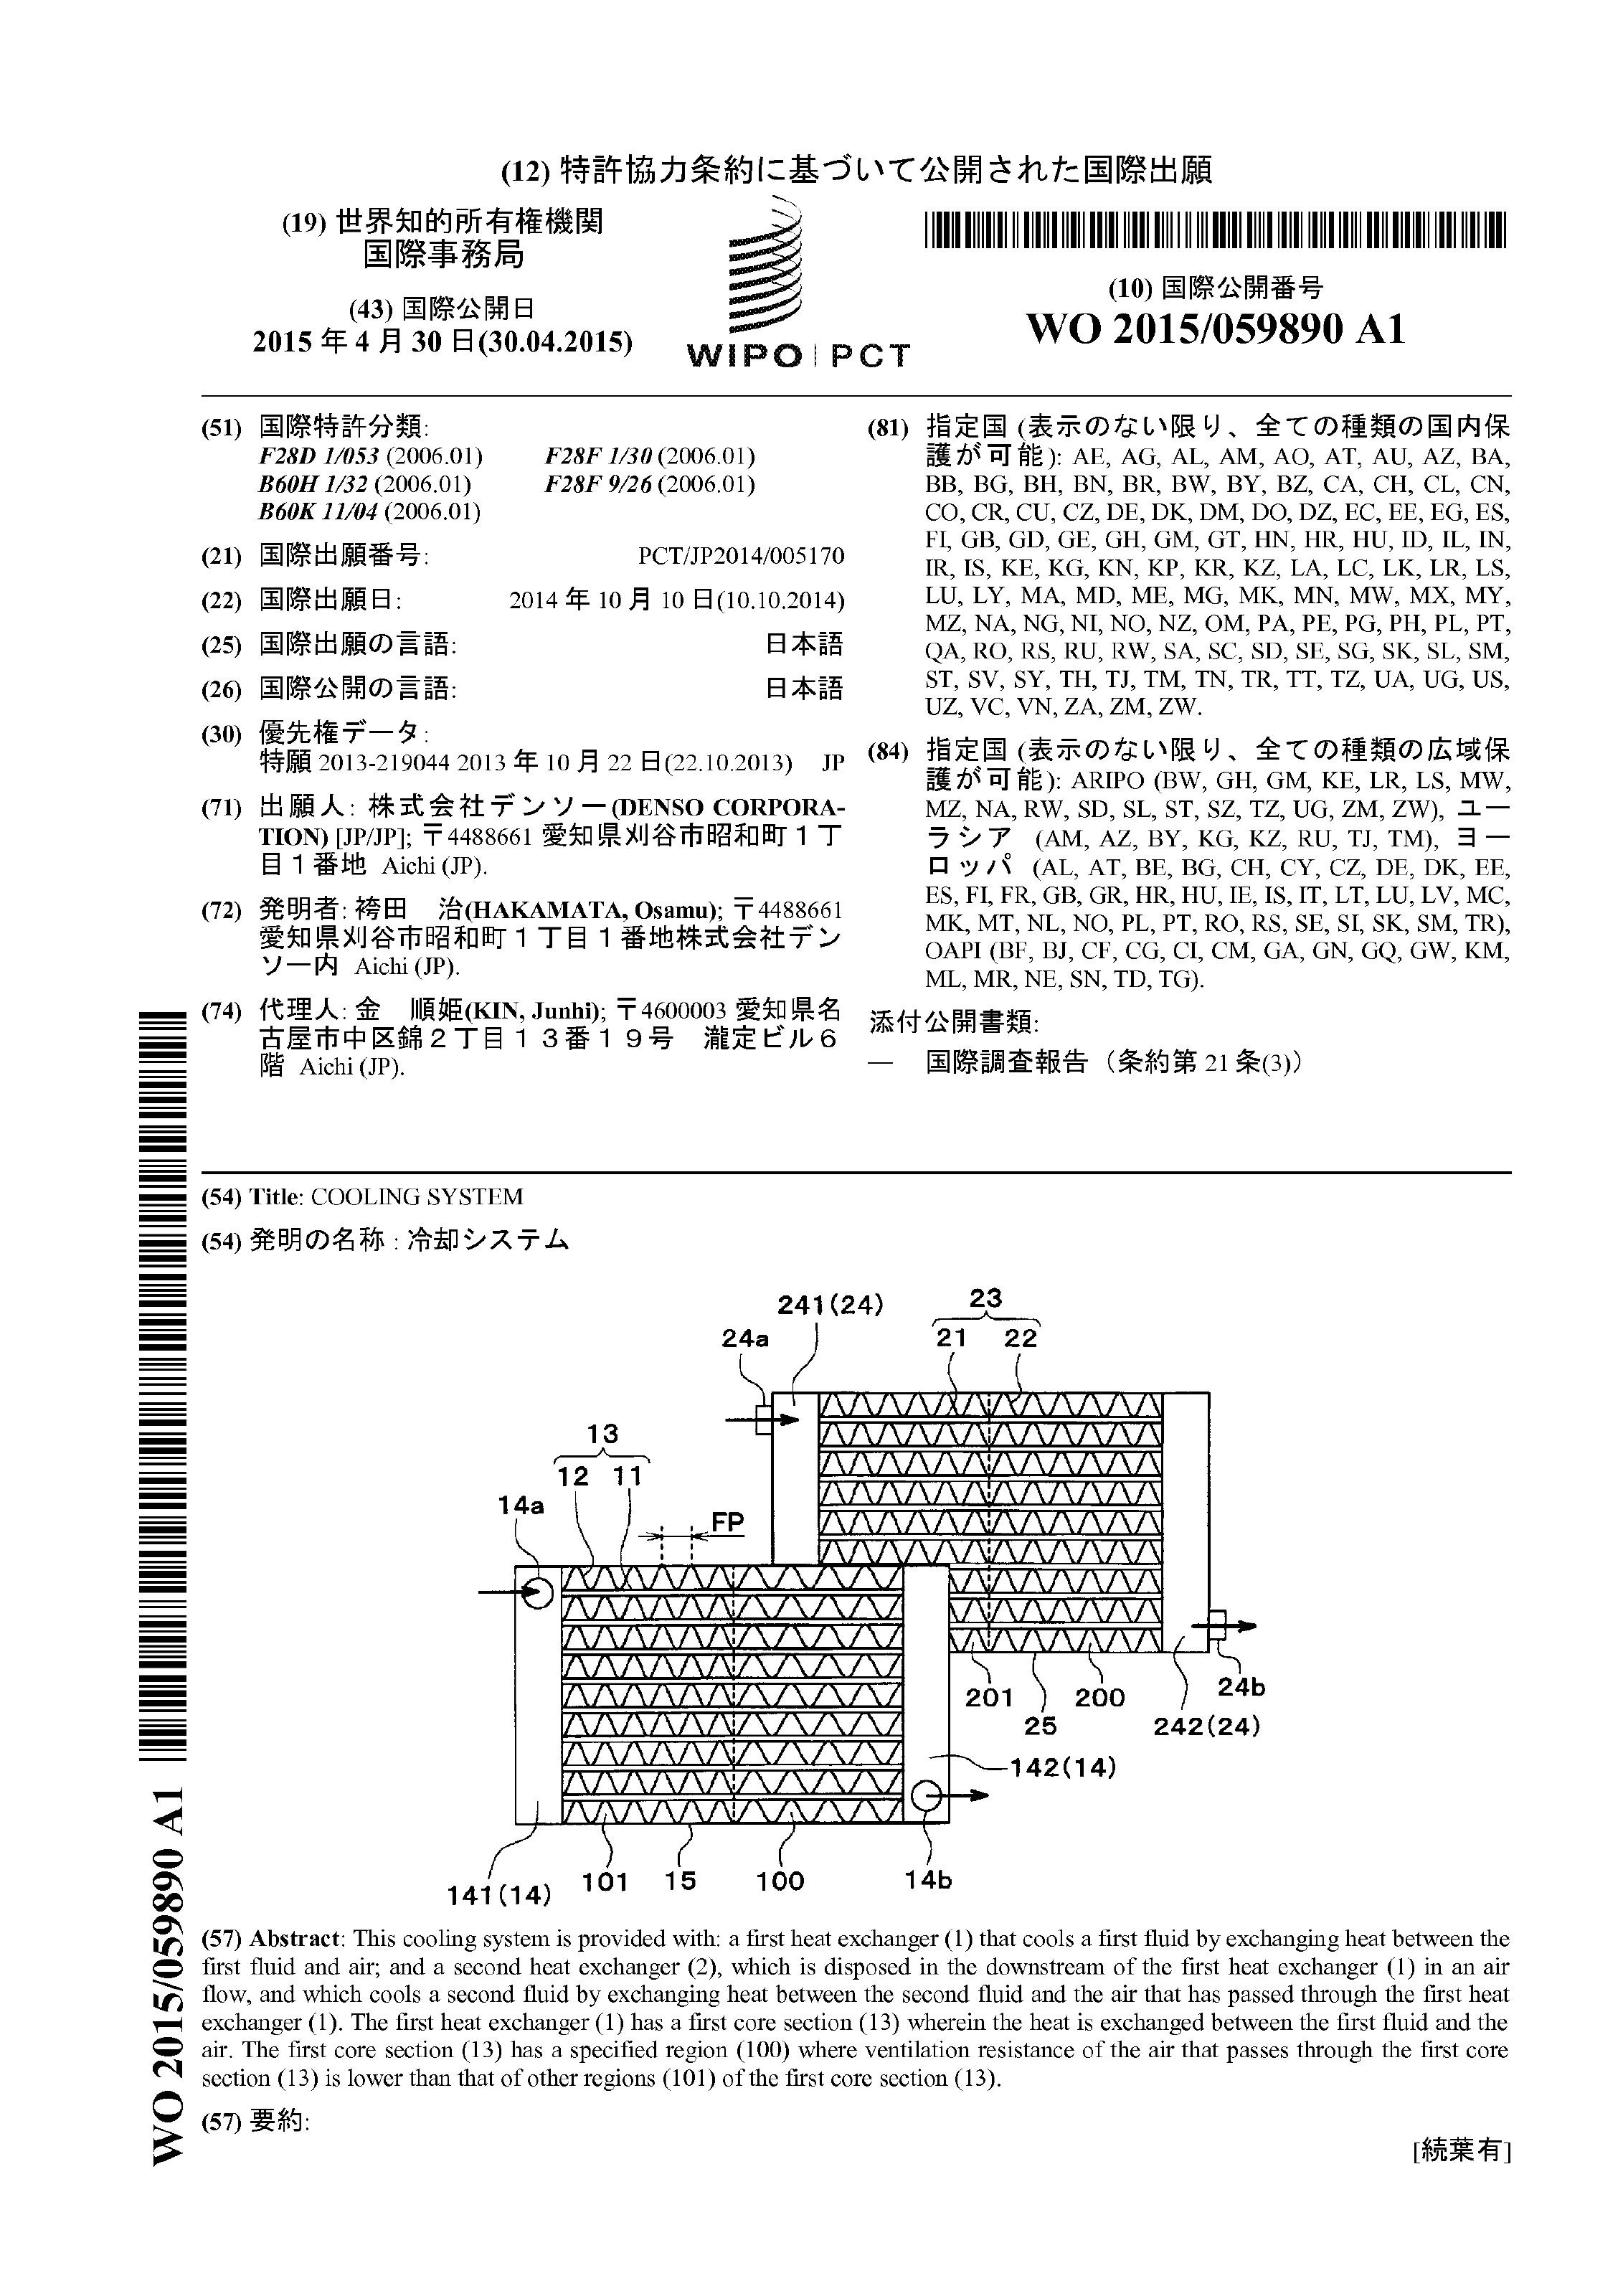 (12) 特許協力条約に基づいて公開された国際出願
(19) 世界知的所有権機関
国際事務局
(43) 国際公開日
2015 年 4 月 30 日(30.04.2015)
WIPO | PCT
(10) 国際公開番号
WO 2015/059890 A1
(51) 国際特許分類:
F28D 1/053 (2006.01) F28F 1/30 (2006.01)
B60H 1/32 (2006.01) F28F 9/26 (2006.01)
B60K 11/04 (2006.01)
(21) 国際出願番号: PCT/JP2014/005170
(22) 国際出願日: 2014 年 10 月 10 日(10.10.2014)
(25) 国際出願の言語: 日本語
(26) 国際公開の言語: 日本語
(30) 優先権データ:
特願 2013-219044 2013 年 10 月 22 日(22.10.2013) JP
(71) 出願人: 株式会社デンソー(DENSO CORPORA-
TION) [JP/JP]; 〒4488661 愛知県刈谷市昭和町1丁
目1番地 Aichi (JP).
(72) 発明者: 袴田 治(HAKAMATA, Osamu); 〒4488661
愛知県刈谷市昭和町1丁目1番地株式会社デン
ソー内 Aichi (JP).
(74) 代理人: 金 順姫(KIN, Junhi); 〒4600003 愛知県名
古屋市中区錦2丁目13番19号 瀧定ビル6
階 Aichi (JP).
(81) 指定国 (表示のない限り、全ての種類の国内保
護が可能): AE, AG, AL, AM, AO, AT, AU, AZ, BA,
BB, BG, BH, BN, BR, BW, BY, BZ, CA, CH, CL, CN,
CO, CR, CU, CZ, DE, DK, DM, DO, DZ, EC, EE, EG, ES,
FI, GB, GD, GE, GH, GM, GT, HN, HR, HU, ID, IL, IN,
IR, IS, KE, KG, KN, KP, KR, KZ, LA, LC, LK, LR, LS,
LU, LY, MA, MD, ME, MG, MK, MN, MW, MX, MY,
MZ, NA, NG, NI, NO, NZ, OM, PA, PE, PG, PH, PL, PT,
QA, RO, RS, RU, RW, SA, SC, SD, SE, SG, SK, SL, SM,
ST, SV, SY, TH, TJ, TM, TN, TR, TT, TZ, UA, UG, US,
UZ, VC, VN, ZA, ZM, ZW.
(84) 指定国 (表示のない限り、全ての種類の広域保
護が可能): ARIPO (BW, GH, GM, KE, LR, LS, MW,
MZ, NA, RW, SD, SL, ST, SZ, TZ, UG, ZM, ZW), ユー
ラシア (AM, AZ, BY, KG, KZ, RU, TJ, TM), ヨー
ロッパ (AL, AT, BE, BG, CH, CY, CZ, DE, DK, EE,
ES, FI, FR, GB, GR, HR, HU, IE, IS, IT, LT, LU, LV, MC,
MK, MT, NL, NO, PL, PT, RO, RS, SE, SI, SK, SM, TR),
OAPI (BF, BJ, CF, CG, CI, CM, GA, GN, GQ, GW, KM,
ML, MR, NE, SN, TD, TG).
添付公開書類:
— 国際調査報告 (条約第 21 条(3))
(54) Title: COOLING SYSTEM
(54) 発明の名称 : 冷却システム
241(24)
23
24a
21 22
13
12 11
14a
FP
201
200
24b
25
242(24)
142(14)
141(14)
101
15
100
14b
(57) Abstract: This cooling system is provided with: a first heat exchanger (1) that cools a first fluid by exchanging heat between the
first fluid and air; and a second heat exchanger (2), which is disposed in the downstream of the first heat exchanger (1) in an air
flow, and which cools a second fluid by exchanging heat between the second fluid and the air that has passed through the first heat
exchanger (1). The first heat exchanger (1) has a first core section (13) wherein the heat is exchanged between the first fluid and the
air. The first core section (13) has a specified region (100) where ventilation resistance of the air that passes through the first core
section (13) is lower than that of other regions (101) of the first core section (13).
(57) 要約:
[続葉有]
WO 2015/059890 A1